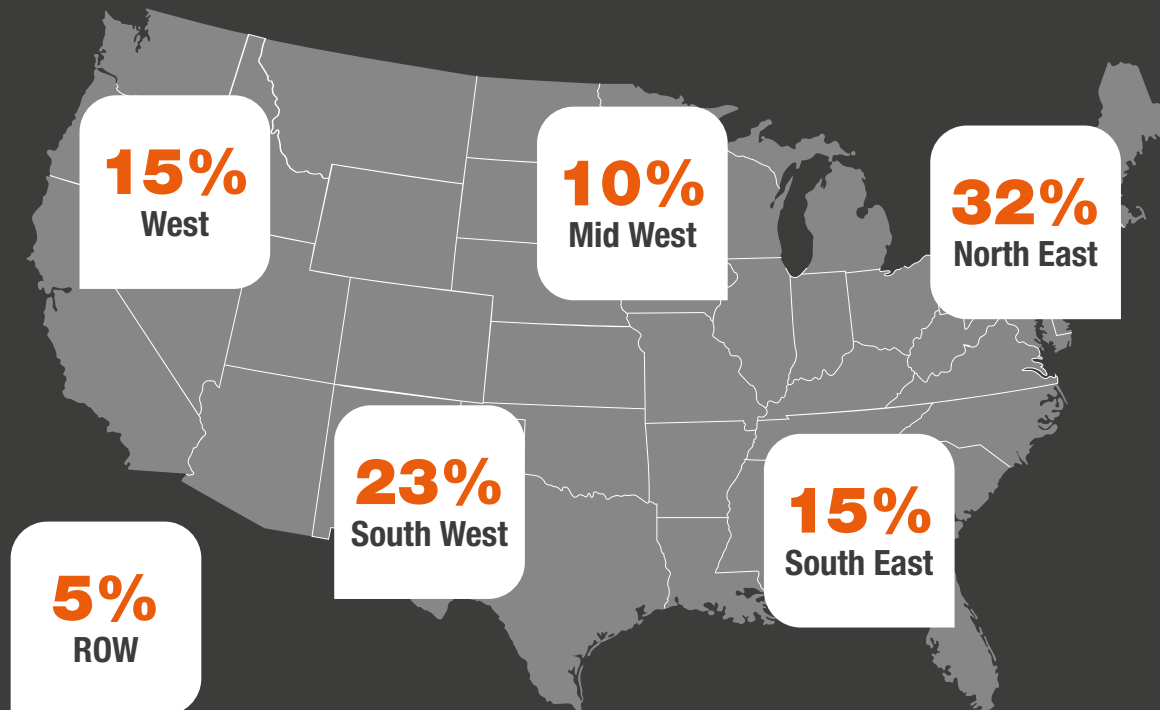 15%
West
10%
Mid West
32%
North East
23%
South West
15%
South East
5%
ROW